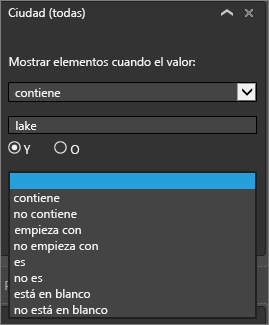 Ciudad (todas)
Mostrar elementos cuando el valor:
contiene
lake
Y O
contiene
no contiene
empieza con
no empieza con
es
no es
está en blanco
no está en blanco